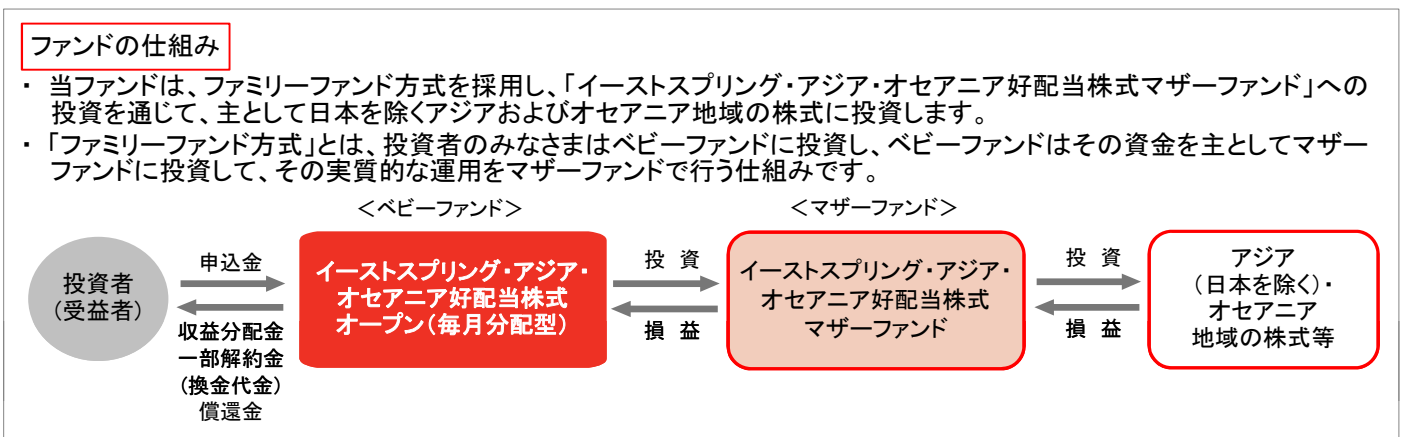 ファンドの仕組み
・ 当ファンドは、ファミリーファンド方式を採用し、「イーストスプリング・アジア・オセアニア好配当株式マザーファンド」への
投資を通じて、主として日本を除くアジアおよびオセアニア地域の株式に投資します。
・ 「ファミリーファンド方式」とは、投資者のみなさまはベビーファンドに投資し、ベビーファンドはその資金を主としてマザー
ファンドに投資して、その実質的な運用をマザーファンドで行う仕組みです。
＜ベビーファンド＞
＜マザーファンド＞
投資者
（受益者）
申込金
収益分配金
一部解約金
（換金代金）
償還金
イーストスプリング・アジア・
オセアニア好配当株式
オープン（毎月分配型）
投 資
損 益
イーストスプリング・アジア・
オセアニア好配当株式
マザーファンド
投 資
損 益
アジア
（日本を除く）・
オセアニア
地域の株式等